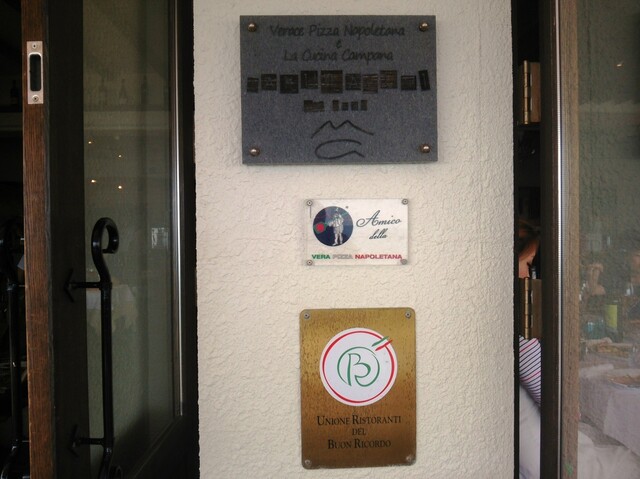 Verace Pizza Napoletana
e
La Cucina Campana
Amico
della
VERA PIZZA NAPOLETANA
B
UNIONE RISTORANTI
DEL
BUON RICORDO